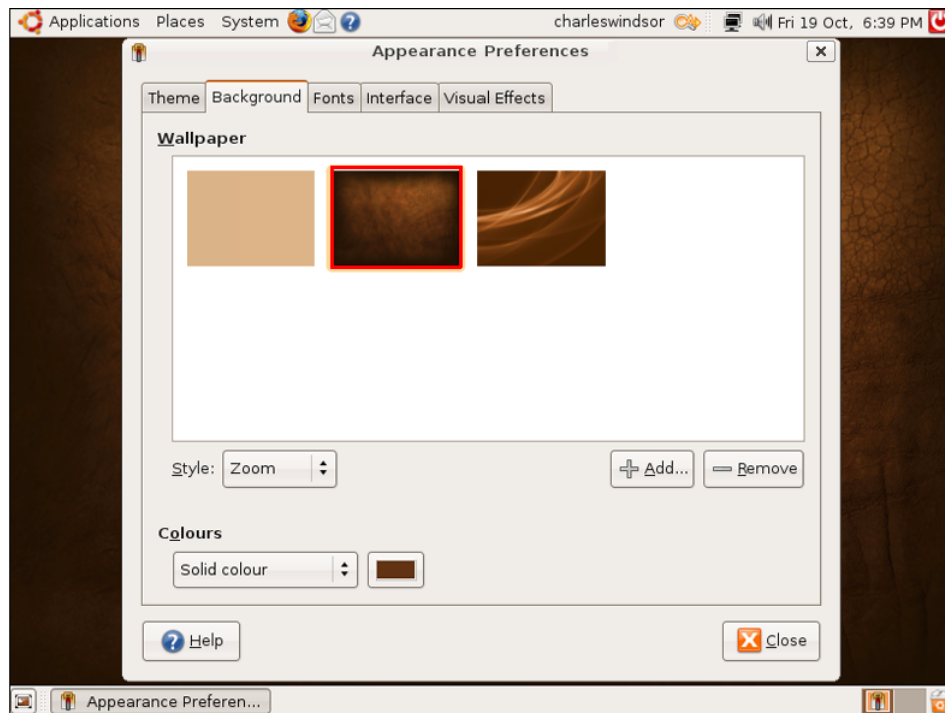 Applications Places System charleswindsor Fri 19 Oct, 6:39 PM
Appearance Preferences
Theme Background Fonts Interface Visual Effects
Wallpaper
Style: Zoom Add... Remove
Colours
Solid colour
Help Close
Appearance Preferen...